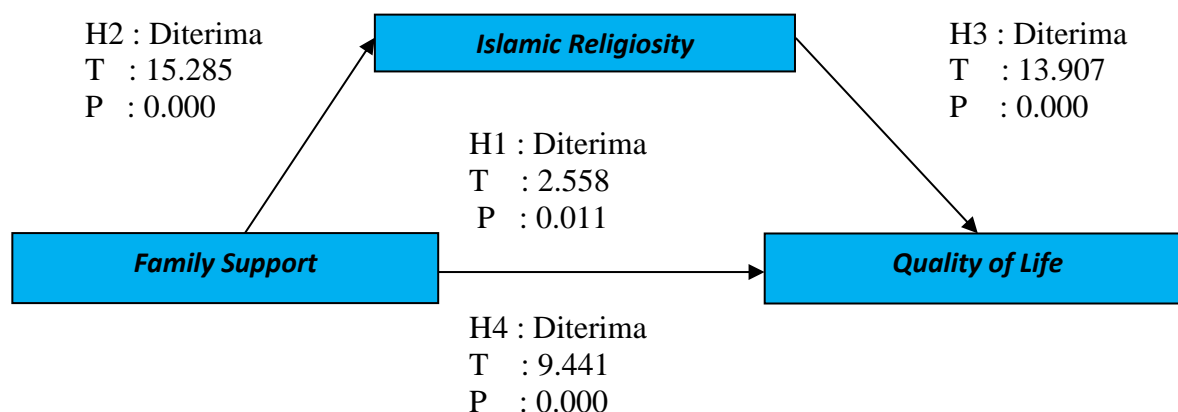 H2 : Diterima
T : 15.285
P : 0.000
Islamic Religiosity
H3 : Diterima
T : 13.907
P : 0.000
H1 : Diterima
T : 2.558
P : 0.011
Family Support
Quality of Life
H4 : Diterima
T : 9.441
P : 0.000